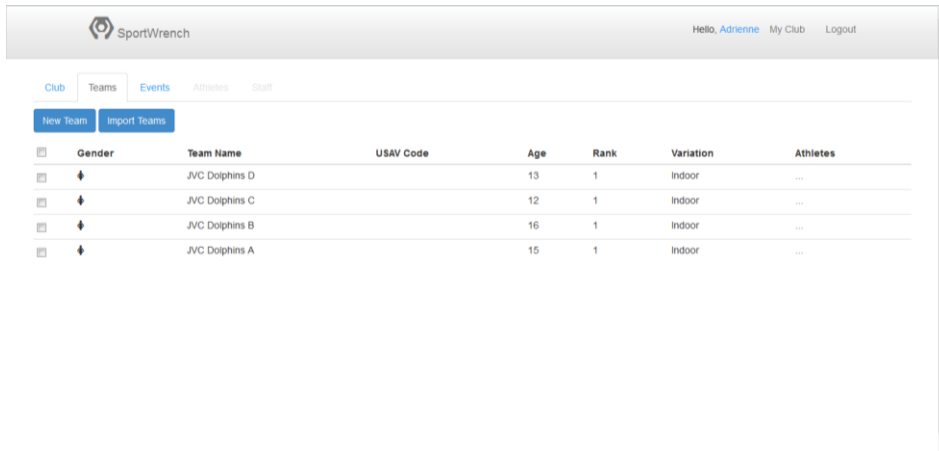 SportWrench Hello, Adrienne My Club Logout
Club Teams Events Athletes Staff
New Team Import Teams
Gender Team Name USAV Code Age Rank Variation Athletes
JVC Dolphins D 13 1 Indoor ...
JVC Dolphins C 12 1 Indoor ...
JVC Dolphins B 16 1 Indoor ...
JVC Dolphins A 15 1 Indoor ...